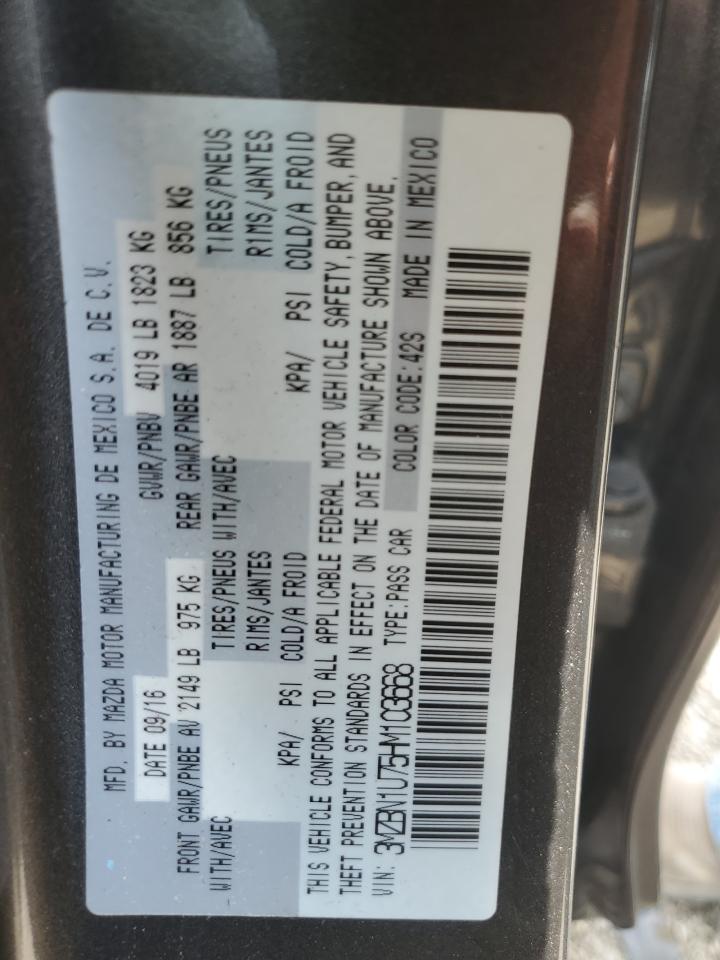 MFD. BY MAZDA MOTOR MANUFACTURING DE MEXICO S.A. DE C.V.
DATE 09/16 GVWR/PNBV 4019 LB 1823 KG
FRONT GAWR/PNBE AV 2149 LB 975 KG REAR GAWR/PNBE AR 1887 LB 856 KG
WITH/AVEC TIRES/PNEUS WITH/AVEC TIRES/PNEUS
RIMS/JANTES RIMS/JANTES
KPA/ PSI COLD/A FROID KPA/ PSI COLD/A FROID
THIS VEHICLE CONFORMS TO ALL APPLICABLE FEDERAL MOTOR VEHICLE SAFETY, BUMPER, AND
THEFT PREVENTION STANDARDS IN EFFECT ON THE DATE OF MANUFACTURE SHOWN ABOVE.
VIN: 3MZBN1U75HM103668 TYPE:PASS CAR COLOR CODE:42S MADE IN MEXICO